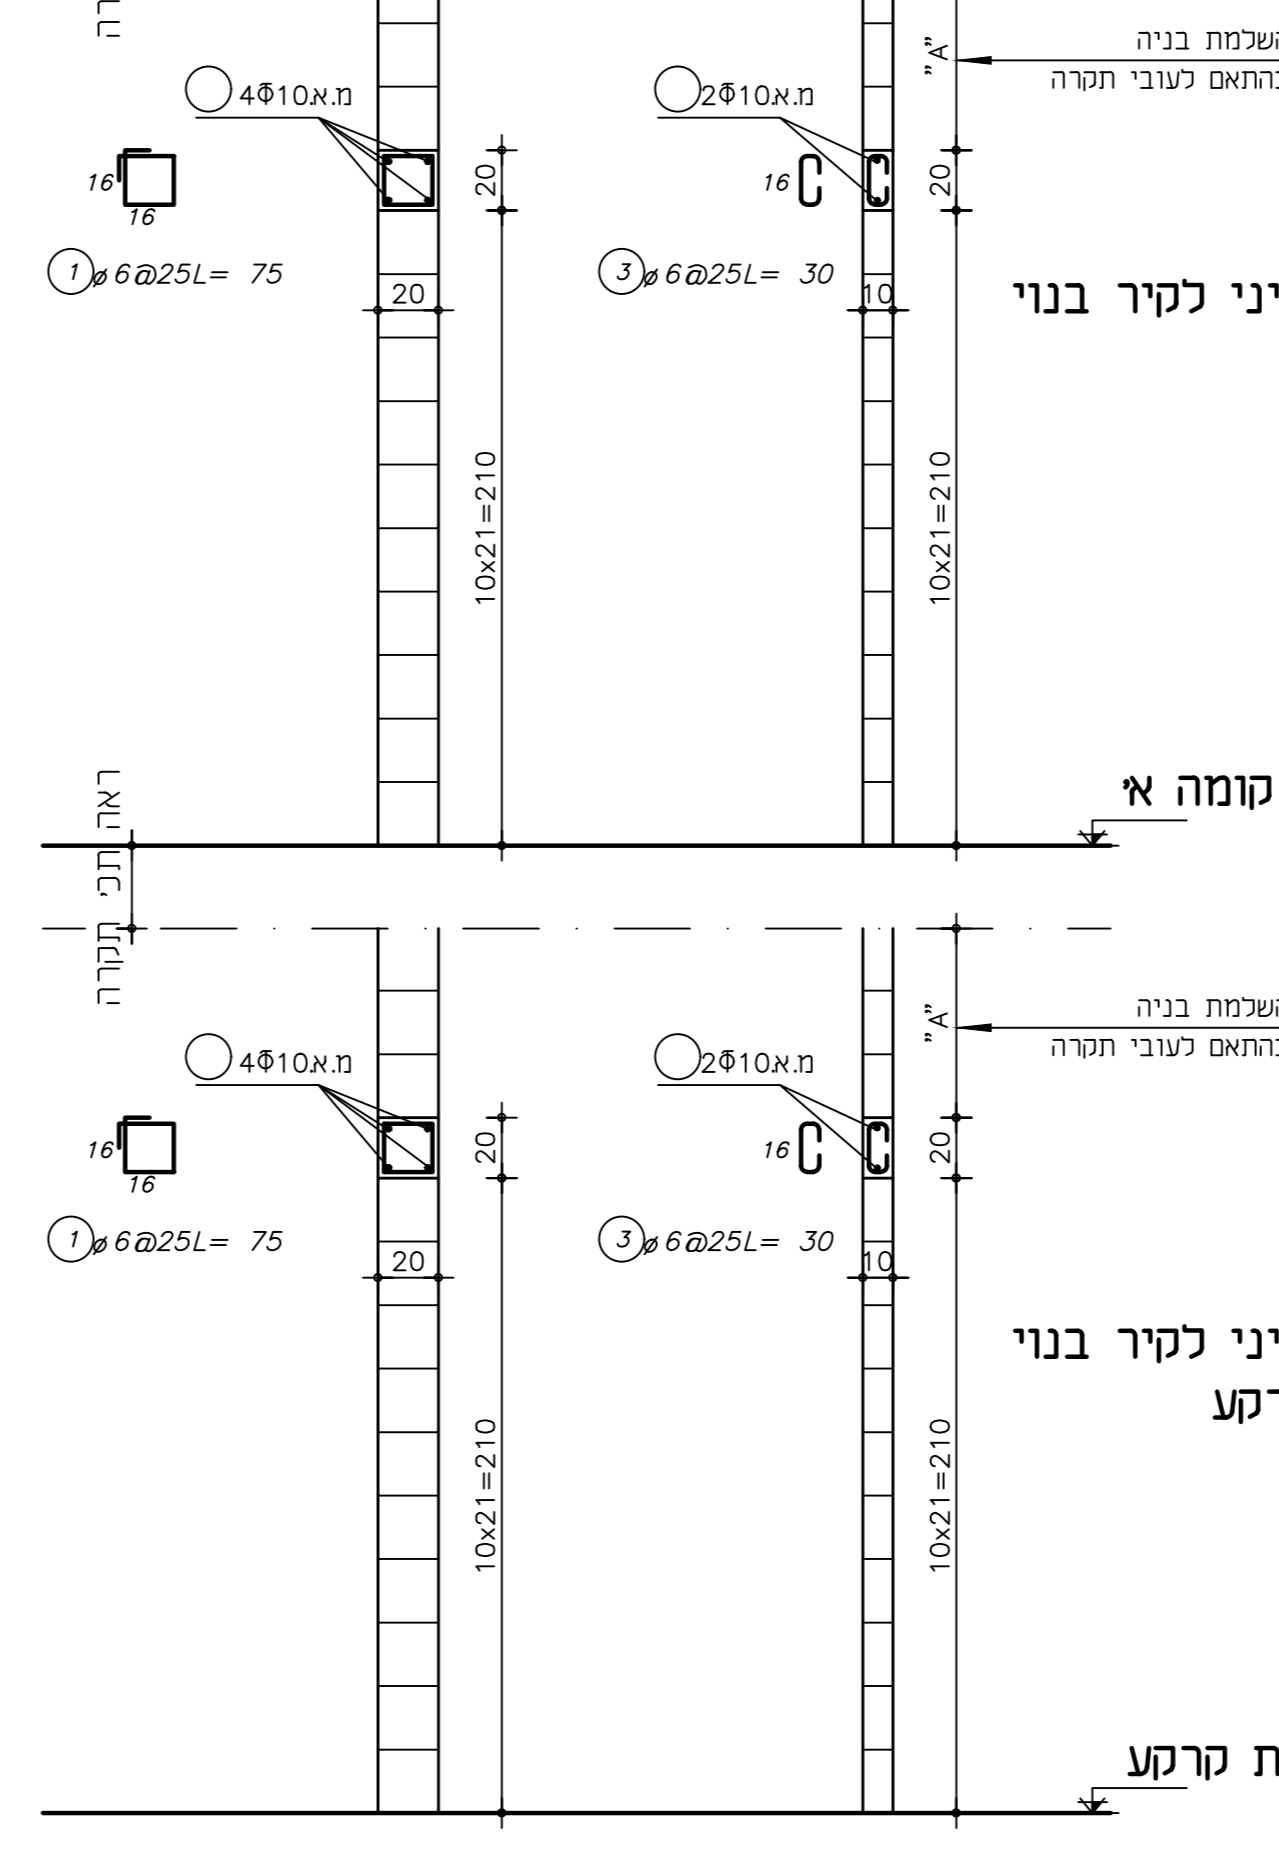 "A"
השלמת בניה
בהתאם לעובי תקרה
4Φ10מ.א.
2Φ10מ.א.
16
16
20
16
20
1 ø6@25L= 75
3 ø6@25L= 30
20
10
לקיר בנוי
10x21=210
10x21=210
קומה א'
ראה תכ' תקרה
"A"
השלמת בניה
בהתאם לעובי תקרה
4Φ10מ.א.
2Φ10מ.א.
16
16
20
16
20
1 ø6@25L= 75
3 ø6@25L= 30
20
10
לקיר בנוי
10x21=210
10x21=210
קרקע